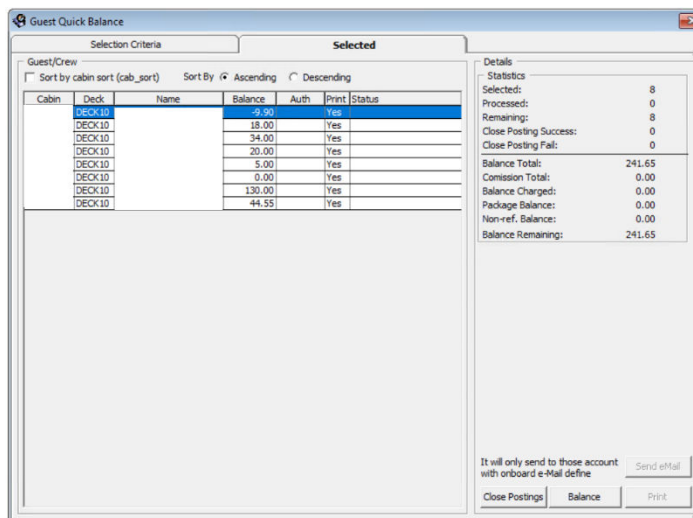 Guest Quick Balance
Selection Criteria
Selected
Guest/Crew
Sort by cabin sort (cab_sort) Sort By Ascending Descending
Cabin Deck Name Balance Auth Print Status
DECK10 -9.90 Yes
DECK10 18.00 Yes
DECK10 34.00 Yes
DECK10 20.00 Yes
DECK10 5.00 Yes
DECK10 0.00 Yes
DECK10 130.00 Yes
DECK10 44.55 Yes
Details
Statistics
Selected: 8
Processed: 0
Remaining: 8
Close Posting Success: 0
Close Posting Fail: 0
Balance Total: 241.65
Comission Total: 0.00
Balance Charged: 0.00
Package Balance: 0.00
Non-ref. Balance: 0.00
Balance Remaining: 241.65
It will only send to those account
with onboard e-Mail define
Send eMail
Close Postings Balance Print